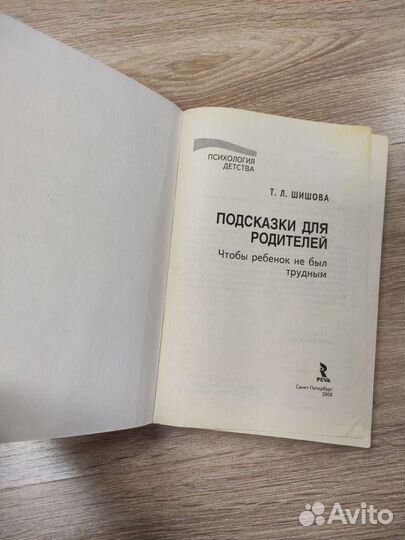 ПСИХОЛОГИЯ
ДЕТСТВА
Т. Л. ШИШОВА
ПОДСКАЗКИ ДЛЯ
РОДИТЕЛЕЙ
Чтобы ребенок не был
трудным
РЕЧЬ
Санкт-Петербург
2008
Avito